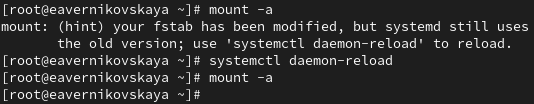 [root@eavernikovskaya ~]# mount -a
mount: (hint) your fstab has been modified, but systemd still uses
       the old version; use 'systemctl daemon-reload' to reload.
[root@eavernikovskaya ~]# systemctl daemon-reload
[root@eavernikovskaya ~]# mount -a
[root@eavernikovskaya ~]#